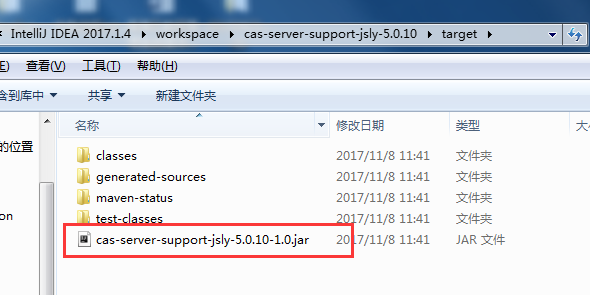 IntelliJ IDEA 2017.1.4 workspace cas-server-support-jsly-5.0.10 target
(E) 查看(V) 工具(T) 帮助(H)
含到库中 共享 新建文件夹
名称 修改日期 类型
的位置
classes 2017/11/8 11:41 文件夹
generated-sources 2017/11/8 11:41 文件夹
maven-status 2017/11/8 11:41 文件夹
on test-classes 2017/11/8 11:41 文件夹
cas-server-support-jsly-5.0.10-1.0.jar 2017/11/8 11:41 JAR 文件